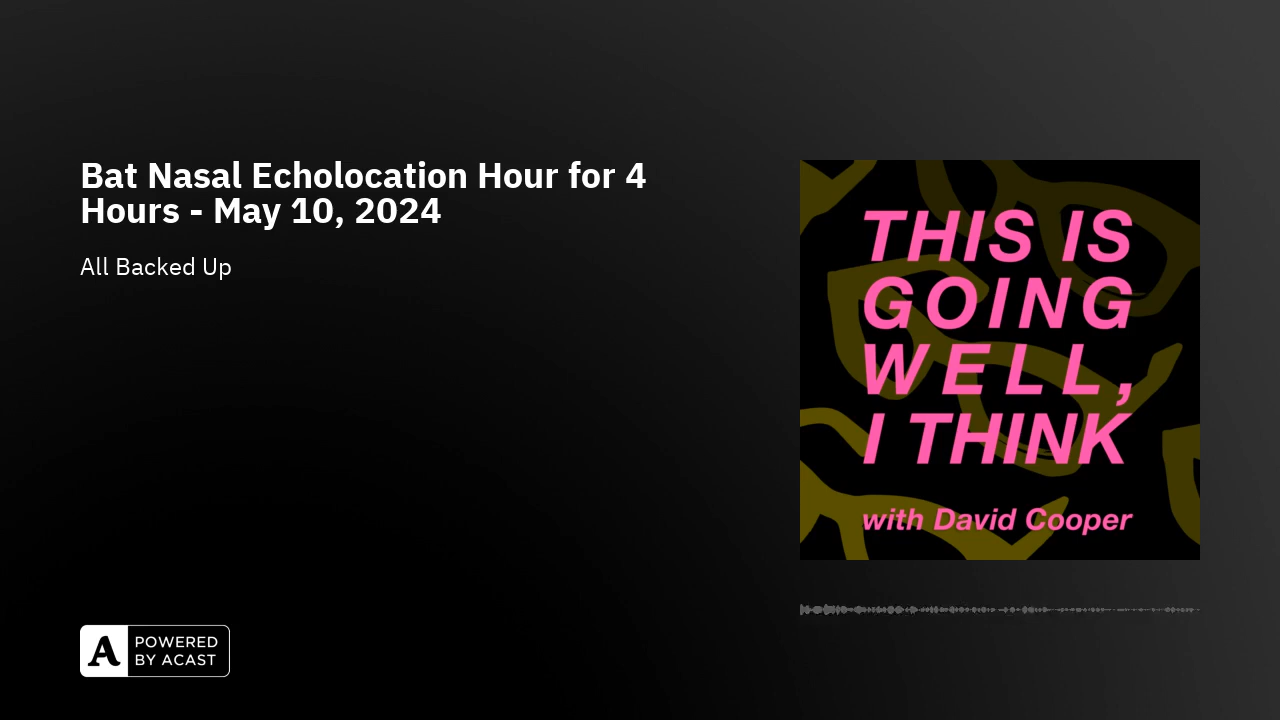 Bat Nasal Echolocation Hour for 4
Hours - May 10, 2024
All Backed Up
THIS IS
GOING
WELL,
I THINK
with David Cooper
A POWERED
BY ACAST